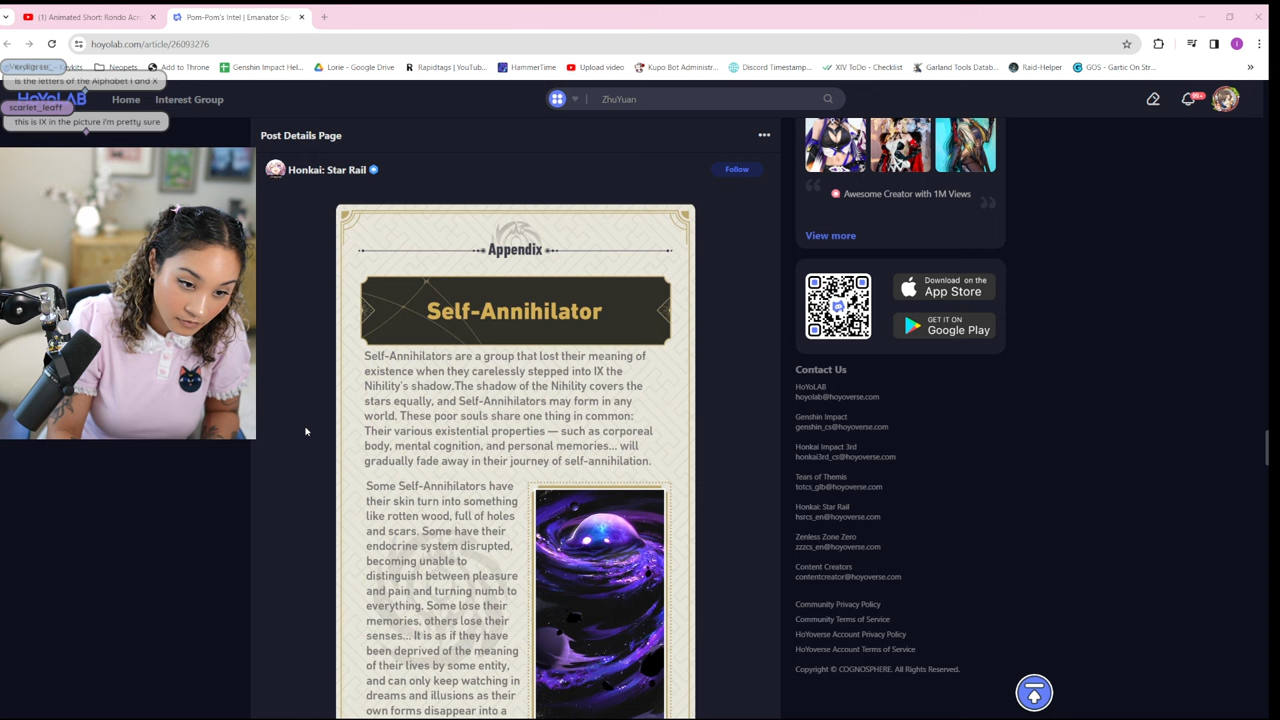 (1) Animated Short: Rondo Acr
Pom-Pom's Intel | Emanator Sp
hoyolab.com/article/26093276
Keykits
Neopets
Add to Throne
Genshin Impact Hel...
Lorie - Google Drive
Rapidtags | YouTub...
HammerTime
Upload video
Kupo Bot Administr...
Discord Timestamp...
XIV ToDo - Checklist
Garland Tools Datab...
Raid-Helper
GOS - Gartic On Str...
is the letters of the Alphabet I and X
HoYoLAB
Home
Interest Group
ZhuYuan
99+
scarlet_leaff
this is IX in the picture i'm pretty sure
Post Details Page
Honkai: Star Rail
Follow
Appendix
Self-Annihilator
Self-Annihilators are a group that lost their meaning of
existence when they carelessly stepped into IX the
Nihility's shadow.The shadow of the Nihility covers the
stars equally, and Self-Annihilators may form in any
world. These poor souls share one thing in common:
Their various existential properties — such as corporeal
body, mental cognition, and personal memories... will
gradually fade away in their journey of self-annihilation.
Some Self-Annihilators have
their skin turn into something
like rotten wood, full of holes
and scars. Some have their
endocrine system disrupted,
becoming unable to
distinguish between pleasure
and pain and turning numb to
everything. Some lose their
memories, others lose their
senses... It is as if they have
been deprived of the meaning
of their lives by some entity,
and can only keep watching in
dreams and illusions as their
own forms disappear into a
Awesome Creator with 1M Views
View more
Download on the
App Store
GET IT ON
Google Play
Contact Us
HoYoLAB
hoyolab@hoyoverse.com
Genshin Impact
genshin_cs@hoyoverse.com
Honkai Impact 3rd
honkai3rd_cs@hoyoverse.com
Tears of Themis
totcs_glb@hoyoverse.com
Honkai: Star Rail
hsrcs_en@hoyoverse.com
Zenless Zone Zero
zzzcs_en@hoyoverse.com
Content Creators
contentcreator@hoyoverse.com
Community Privacy Policy
Community Terms of Service
HoYoverse Account Privacy Policy
HoYoverse Account Terms of Service
Copyright © COGNOSPHERE. All Rights Reserved.